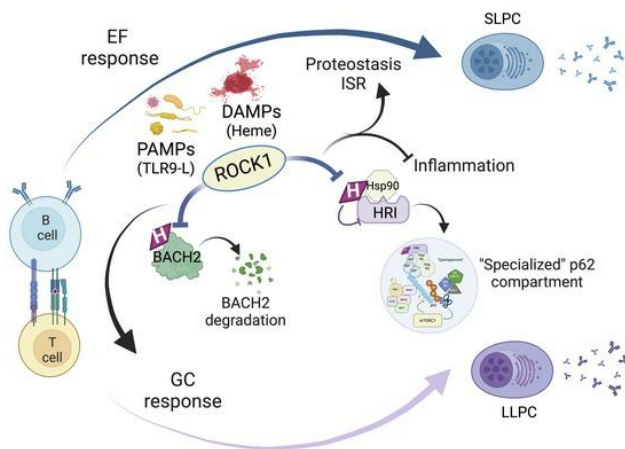 EF
response
SLPC
Proteostasis
ISR
DAMPs
(Heme)
PAMPs
(TLR9-L)
ROCK1
Inflammation
H
Hsp90
HRI
B
cell
H
BACH2
BACH2
degradation
"Specialized" p62
compartment
mTORC1
T
cell
GC
response
LLPC